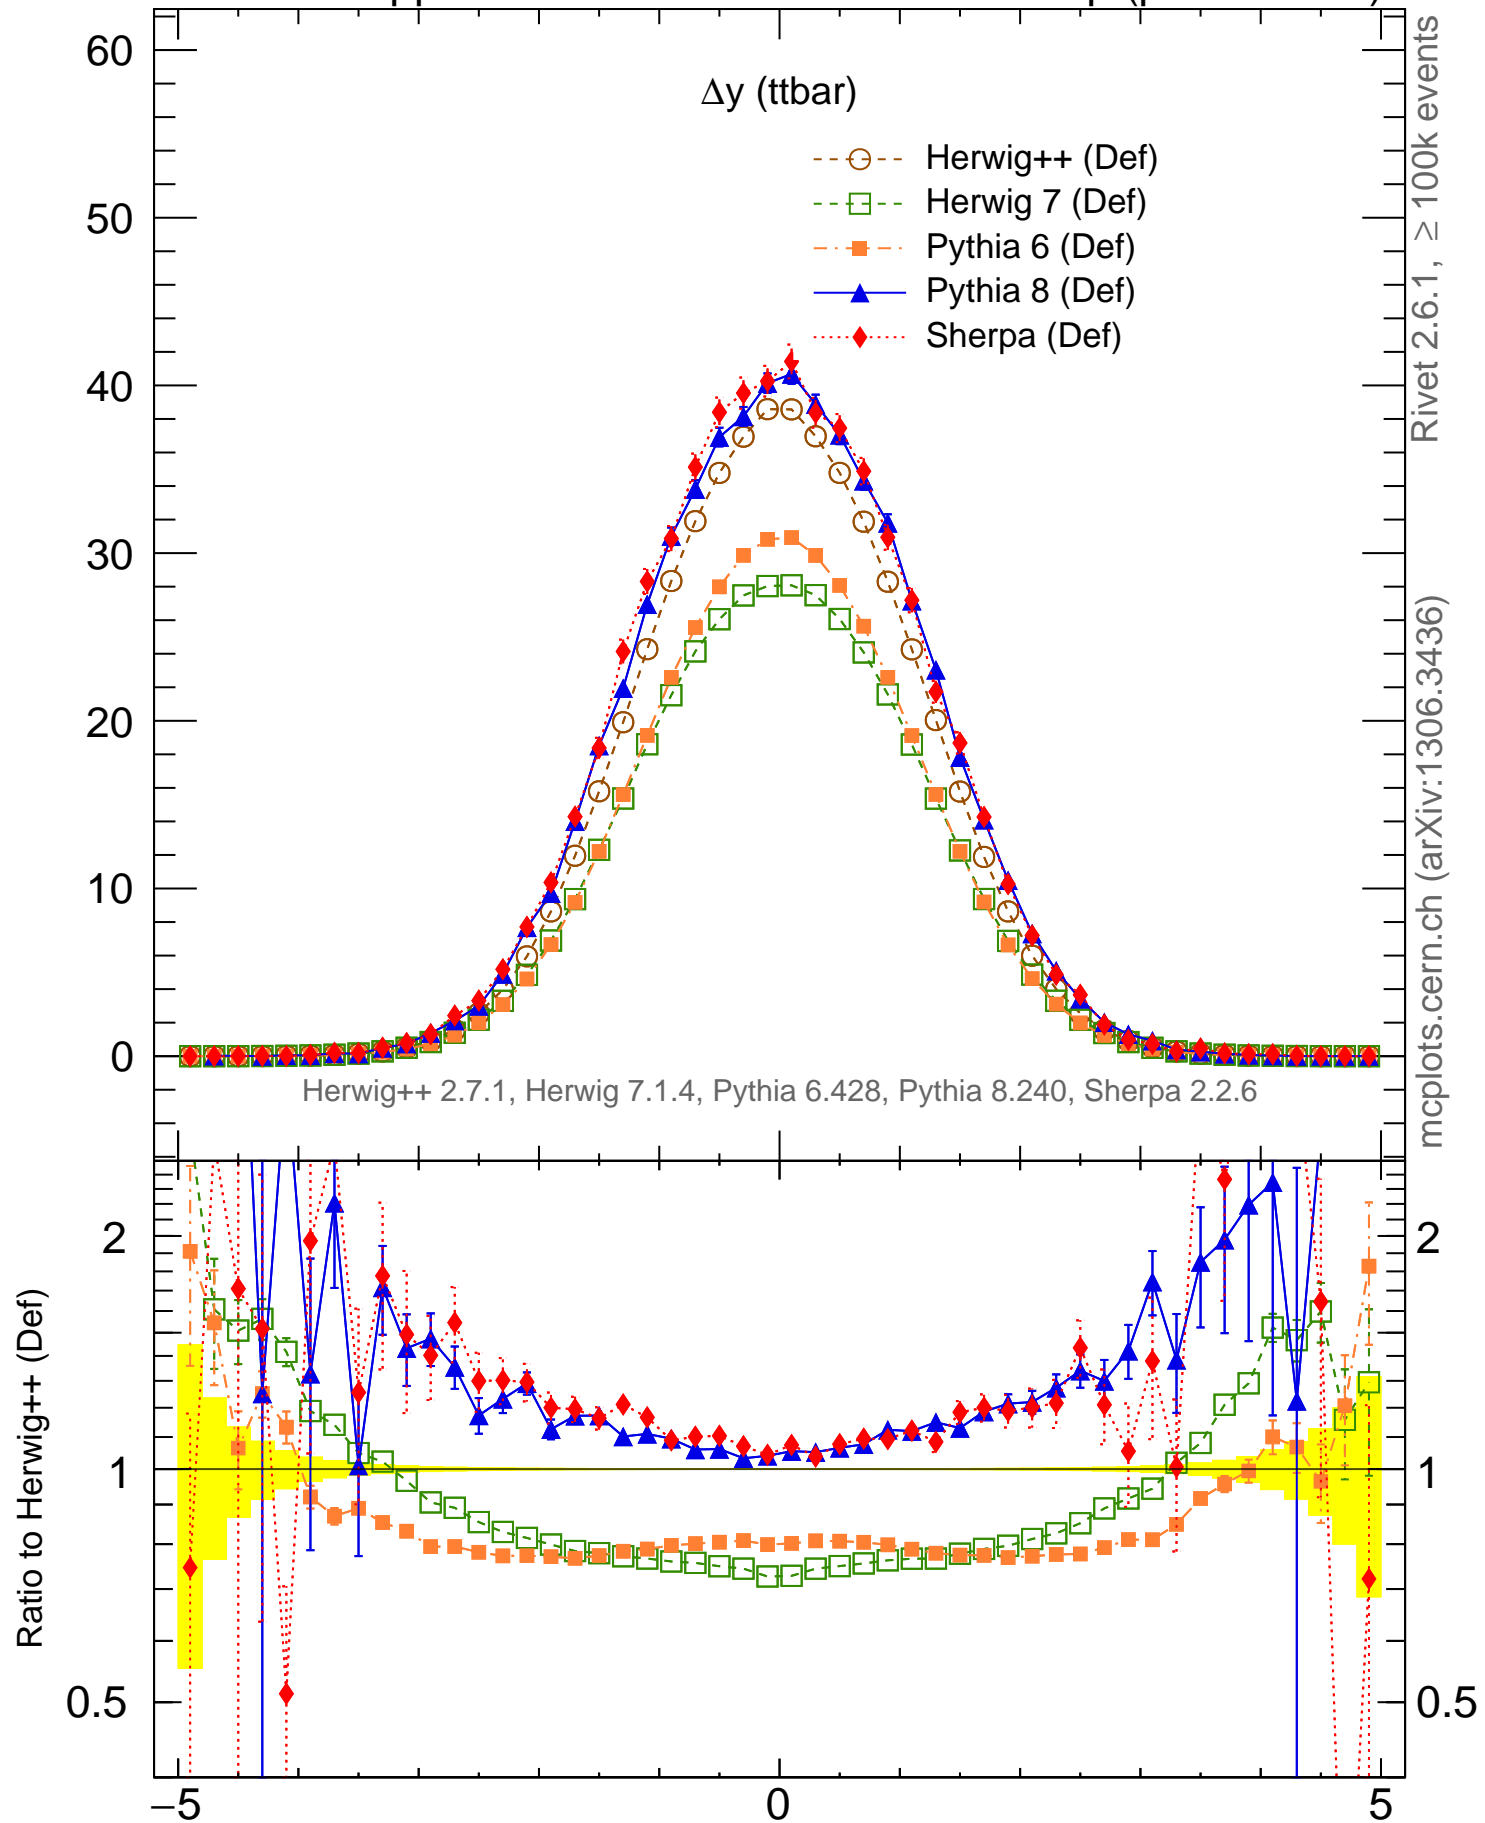 60
50
40
30
20
10
0
Δy (ttbar)
Herwig++ (Def)
Herwig 7 (Def)
Pythia 6 (Def)
Pythia 8 (Def)
Sherpa (Def)
Rivet 2.6.1, ≥ 100k events
mcplots.cern.ch (arXiv:1306.3436)
Herwig++ 2.7.1, Herwig 7.1.4, Pythia 6.428, Pythia 8.240, Sherpa 2.2.6
Ratio to Herwig++ (Def)
2
1
0.5
2
1
0.5
−5
0
5